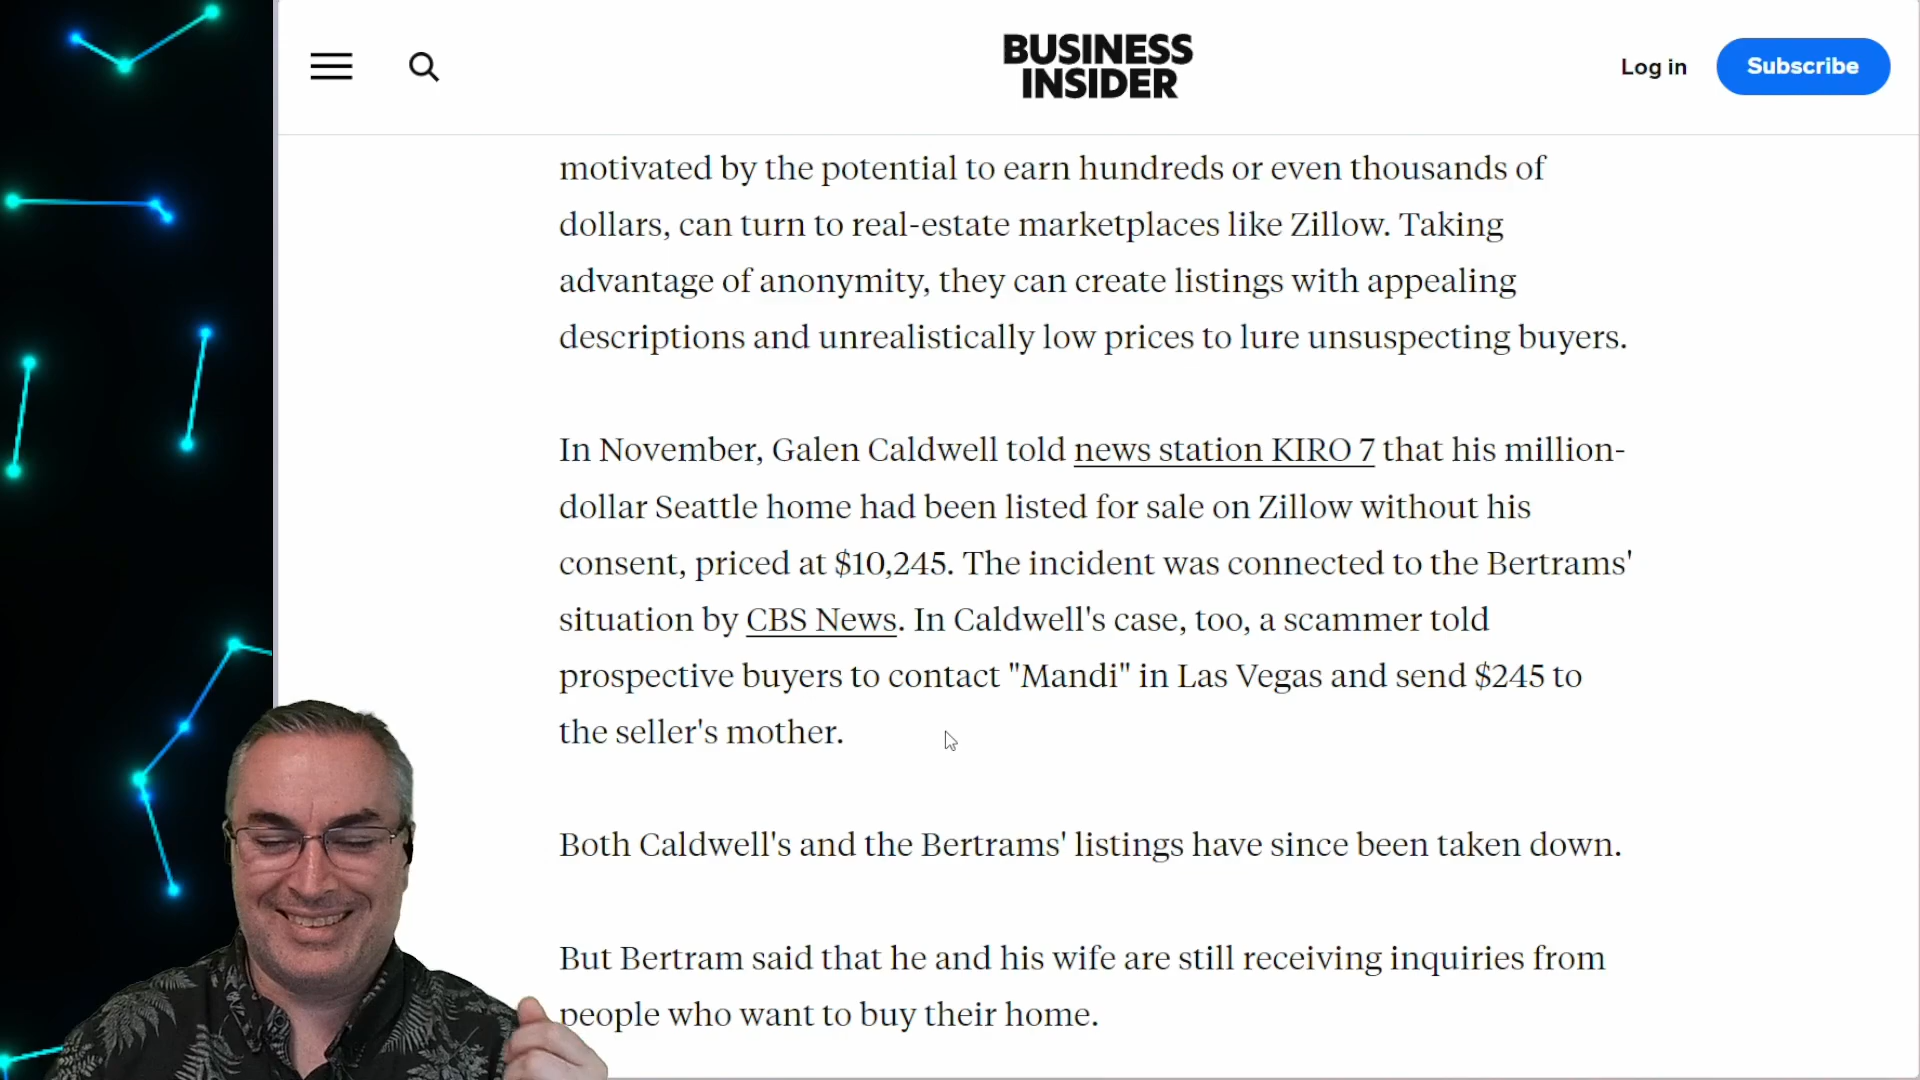 BUSINESS
INSIDER
Log in
Subscribe
motivated by the potential to earn hundreds or even thousands of
dollars, can turn to real-estate marketplaces like Zillow. Taking
advantage of anonymity, they can create listings with appealing
descriptions and unrealistically low prices to lure unsuspecting buyers.
In November, Galen Caldwell told news station KIRO 7 that his million-
dollar Seattle home had been listed for sale on Zillow without his
consent, priced at $10,245. The incident was connected to the Bertrams'
situation by CBS News. In Caldwell's case, too, a scammer told
prospective buyers to contact "Mandi" in Las Vegas and send $245 to
the seller's mother.
Both Caldwell's and the Bertrams' listings have since been taken down.
But Bertram said that he and his wife are still receiving inquiries from
people who want to buy their home.